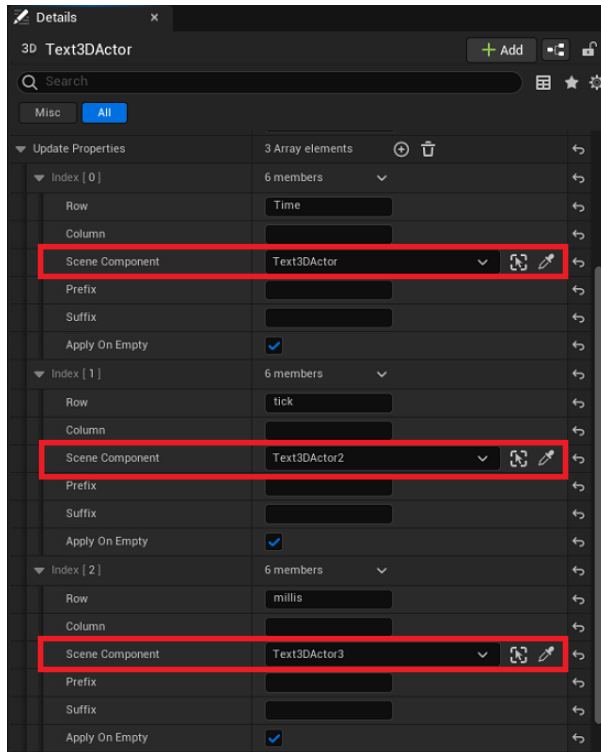 Details ×
3D Text3DActor + Add
Search
Misc All
Update Properties 3 Array elements
Index [ 0 ] 6 members
Row Time
Column
Scene Component Text3DActor
Prefix
Suffix
Apply On Empty
Index [ 1 ] 6 members
Row tick
Column
Scene Component Text3DActor2
Prefix
Suffix
Apply On Empty
Index [ 2 ] 6 members
Row millis
Column
Scene Component Text3DActor3
Prefix
Suffix
Apply On Empty